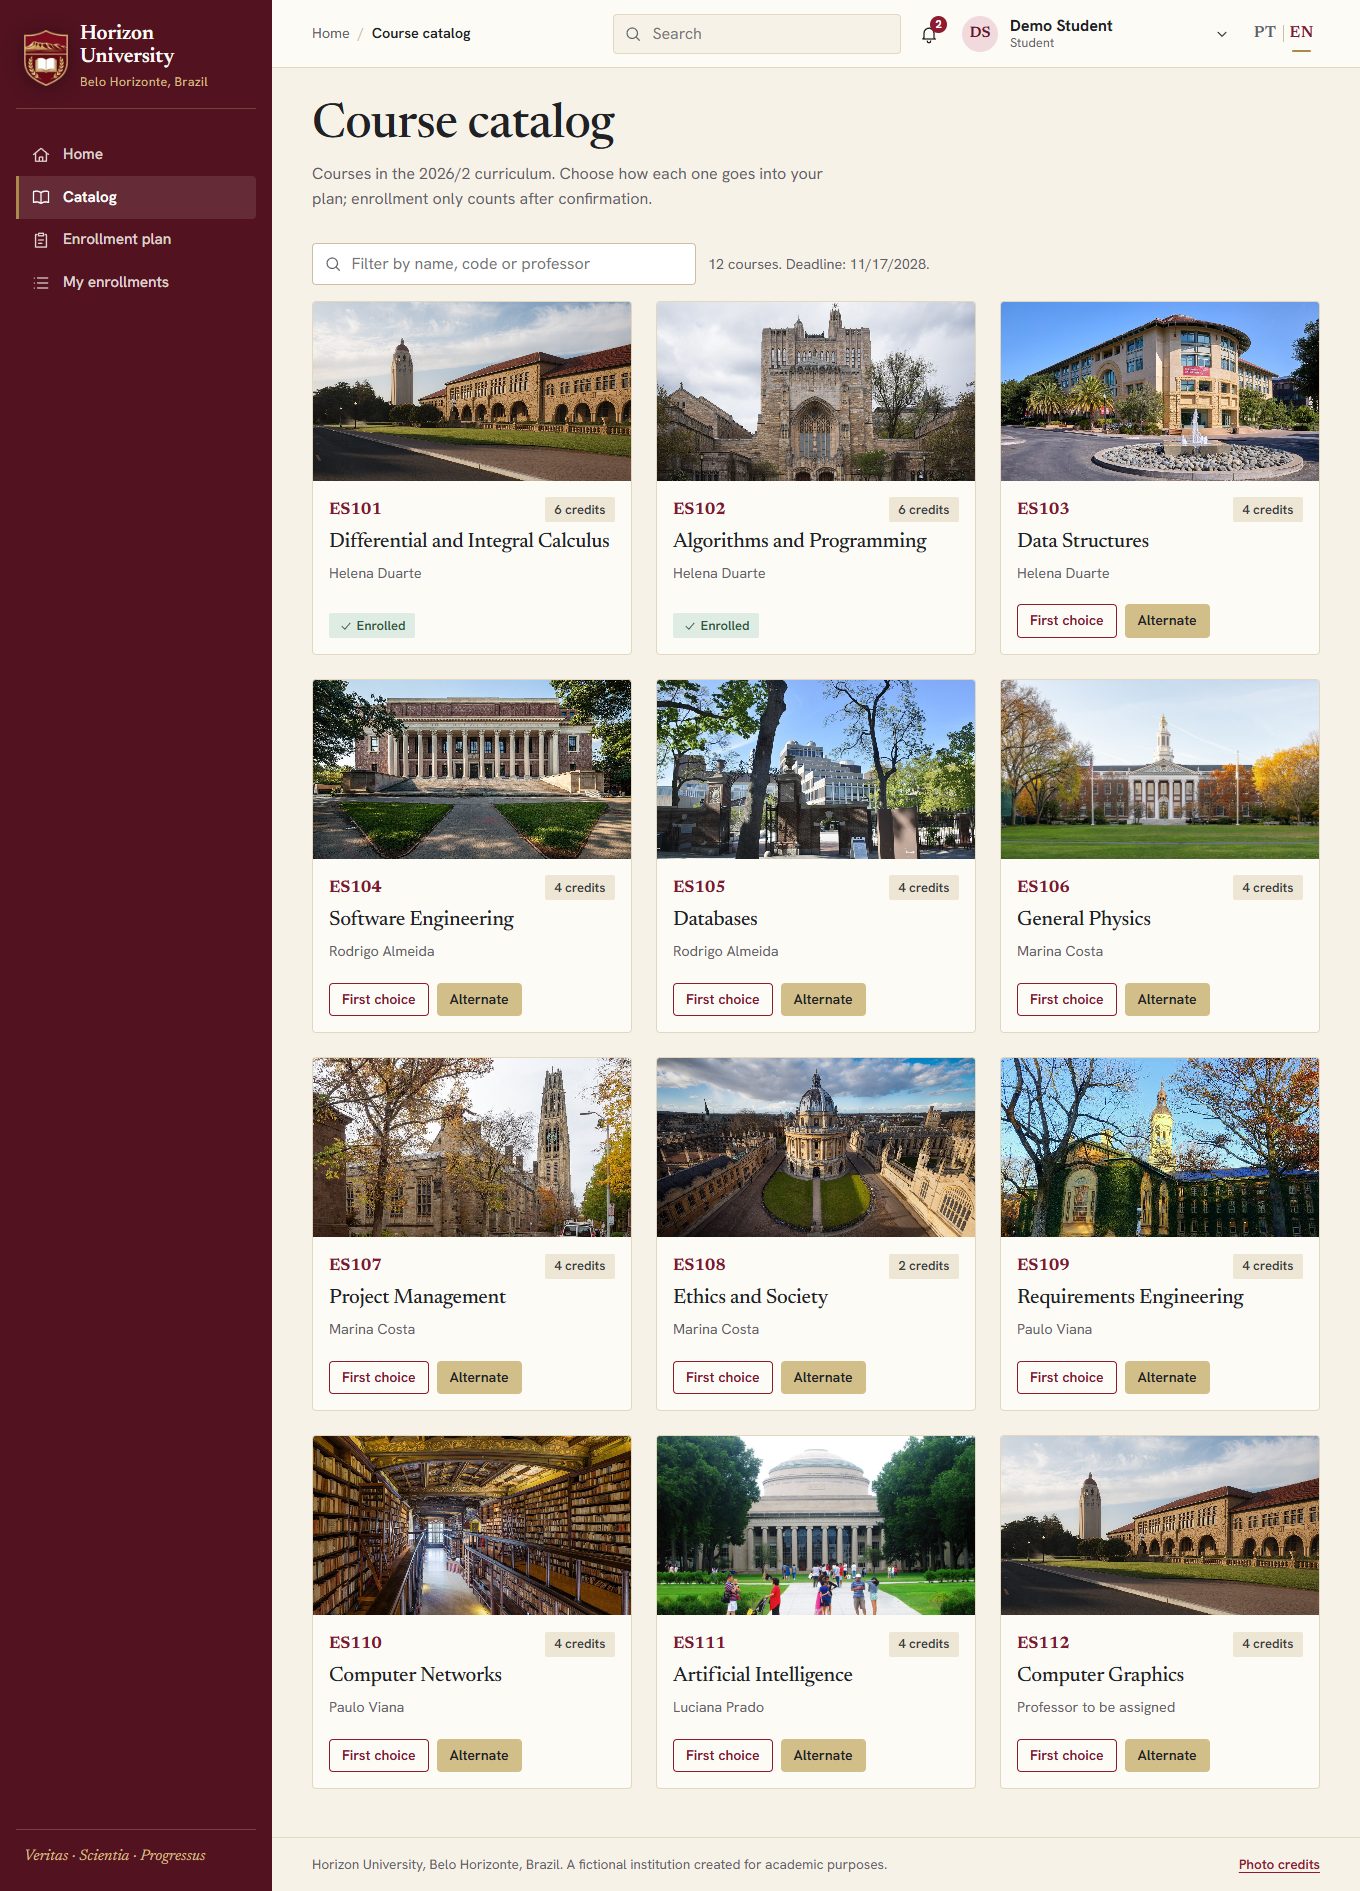 Horizon
University
Belo Horizonte, Brazil
Home
Catalog
Enrollment plan
My enrollments
Veritas · Scientia · Progressus
Home / Course catalog
Search
2
DS
Demo Student
Student
PT
EN
Course catalog
Courses in the 2026/2 curriculum. Choose how each one goes into your
plan; enrollment only counts after confirmation.
Filter by name, code or professor
12 courses. Deadline: 11/17/2028.
ES101
6 credits
Differential and Integral Calculus
Helena Duarte
Enrolled
ES102
6 credits
Algorithms and Programming
Helena Duarte
Enrolled
ES103
4 credits
Data Structures
Helena Duarte
First choice
Alternate
ES104
4 credits
Software Engineering
Rodrigo Almeida
First choice
Alternate
ES105
4 credits
Databases
Rodrigo Almeida
First choice
Alternate
ES106
4 credits
General Physics
Marina Costa
First choice
Alternate
ES107
4 credits
Project Management
Marina Costa
First choice
Alternate
ES108
2 credits
Ethics and Society
Marina Costa
First choice
Alternate
ES109
4 credits
Requirements Engineering
Paulo Viana
First choice
Alternate
ES110
4 credits
Computer Networks
Paulo Viana
First choice
Alternate
ES111
4 credits
Artificial Intelligence
Luciana Prado
First choice
Alternate
ES112
4 credits
Computer Graphics
Professor to be assigned
First choice
Alternate
Horizon University, Belo Horizonte, Brazil. A fictional institution created for academic purposes.
Photo credits